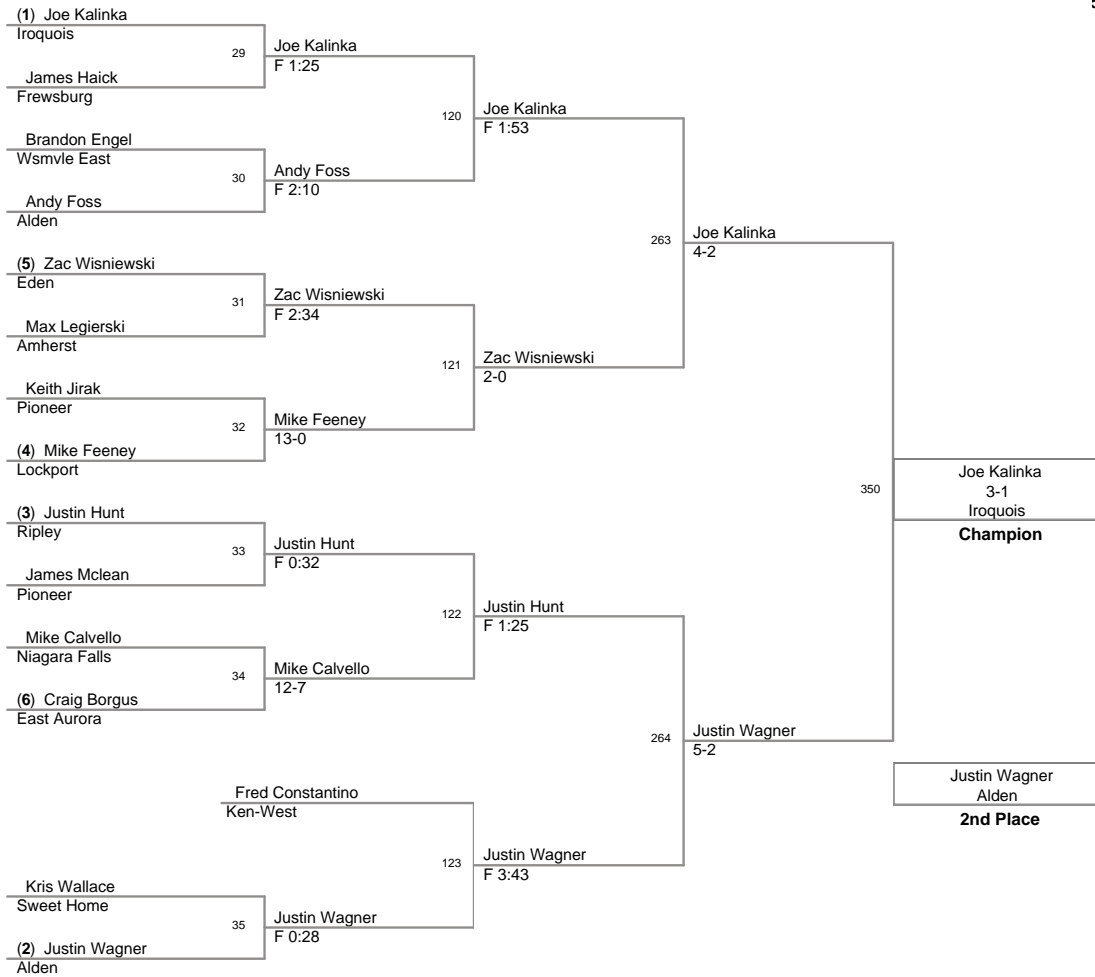 (1) Joe Kalinka
Iroquois
29
Joe Kalinka
F 1:25
James Haick
Frewsburg
120
Joe Kalinka
F 1:53
Brandon Engel
Wsmvle East
30
Andy Foss
F 2:10
Andy Foss
Alden
263
Joe Kalinka
4-2
(5) Zac Wisniewski
Eden
31
Zac Wisniewski
F 2:34
Max Legierski
Amherst
121
Zac Wisniewski
2-0
Keith Jirak
Pioneer
32
Mike Feeney
13-0
(4) Mike Feeney
Lockport
350
Joe Kalinka
3-1
Iroquois
Champion
(3) Justin Hunt
Ripley
33
Justin Hunt
F 0:32
James Mclean
Pioneer
122
Justin Hunt
F 1:25
Mike Calvello
Niagara Falls
34
Mike Calvello
12-7
(6) Craig Borgus
East Aurora
264
Justin Wagner
5-2
Justin Wagner
Alden
2nd Place
Fred Constantino
Ken-West
123
Justin Wagner
F 3:43
Kris Wallace
Sweet Home
35
Justin Wagner
F 0:28
(2) Justin Wagner
Alden